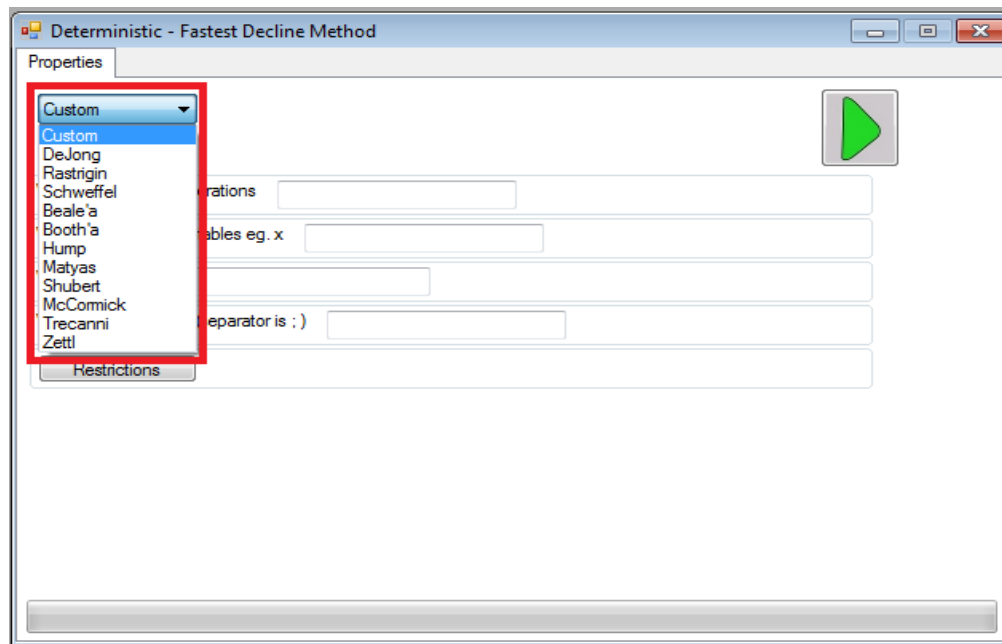 Deterministic - Fastest Decline Method
Properties
Custom
Custom
DeJong
Rastrigin
Schweffel
Beale'a
Booth'a
Hump
Matyas
Shubert
McCormick
Trecanni
Zettl
erations
ables eg. x
eparator is ; )
Restrictions